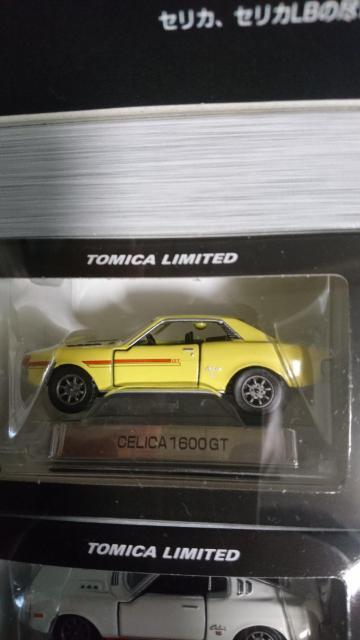 セリカ、セリカLBの
TOMICA LIMITED
GT
CELICA 1600GT
TOMICA LIMITED